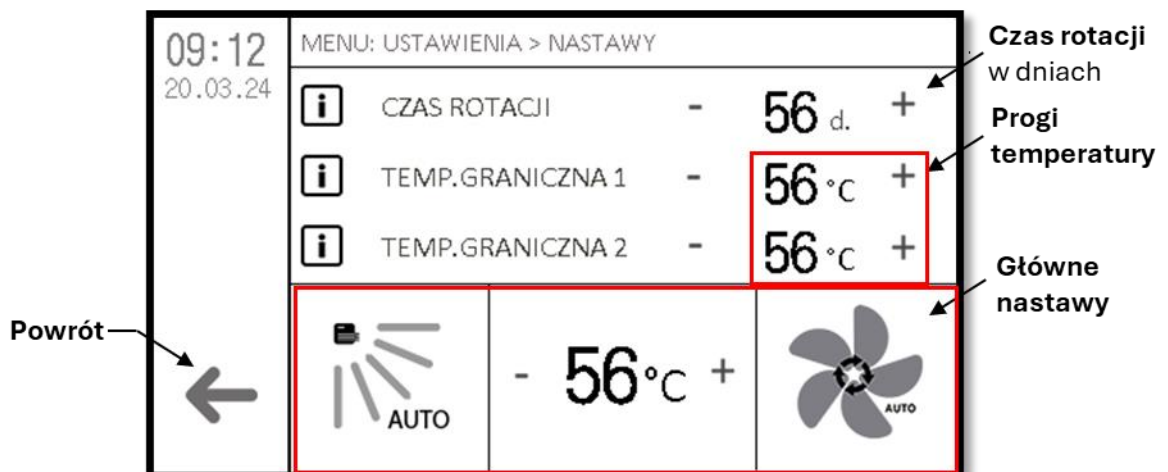 09:12
20.03.24
MENU: USTAWIENIA > NASTAWY
CZAS ROTACJI - 56 d. +
TEMP.GRANICZNA 1 - 56 °C +
TEMP.GRANICZNA 2 - 56 °C +
AUTO
- 56°C +
AUTO
Czas rotacji
w dniach
Progi
temperatury
Główne
nastawy
Powrót